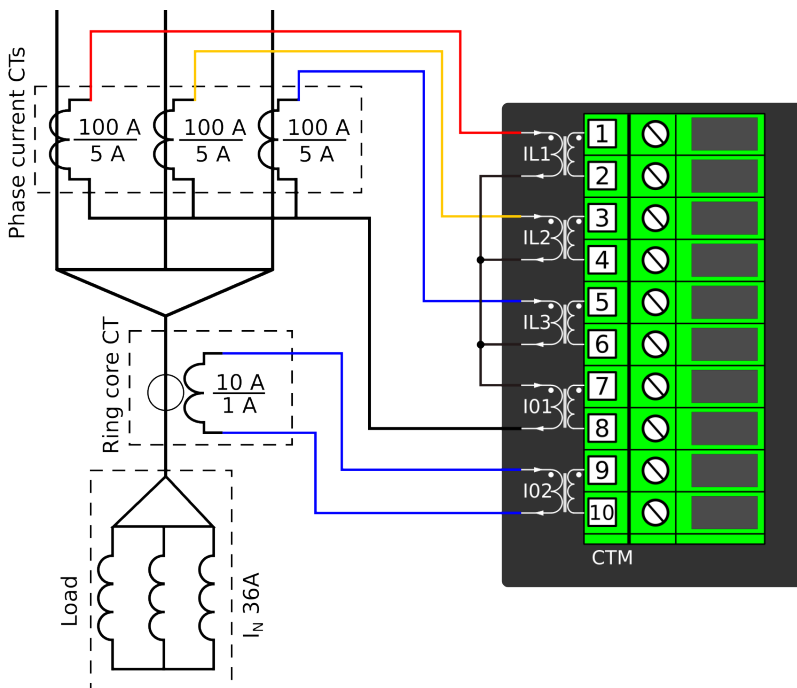 Phase current CTs
100 A
5 A
100 A
5 A
100 A
5 A
IL1
1
2
IL2
3
4
IL3
5
6
I01
7
8
I02
9
10
CTM
Ring core CT
10 A
1 A
Load
I_N 36A